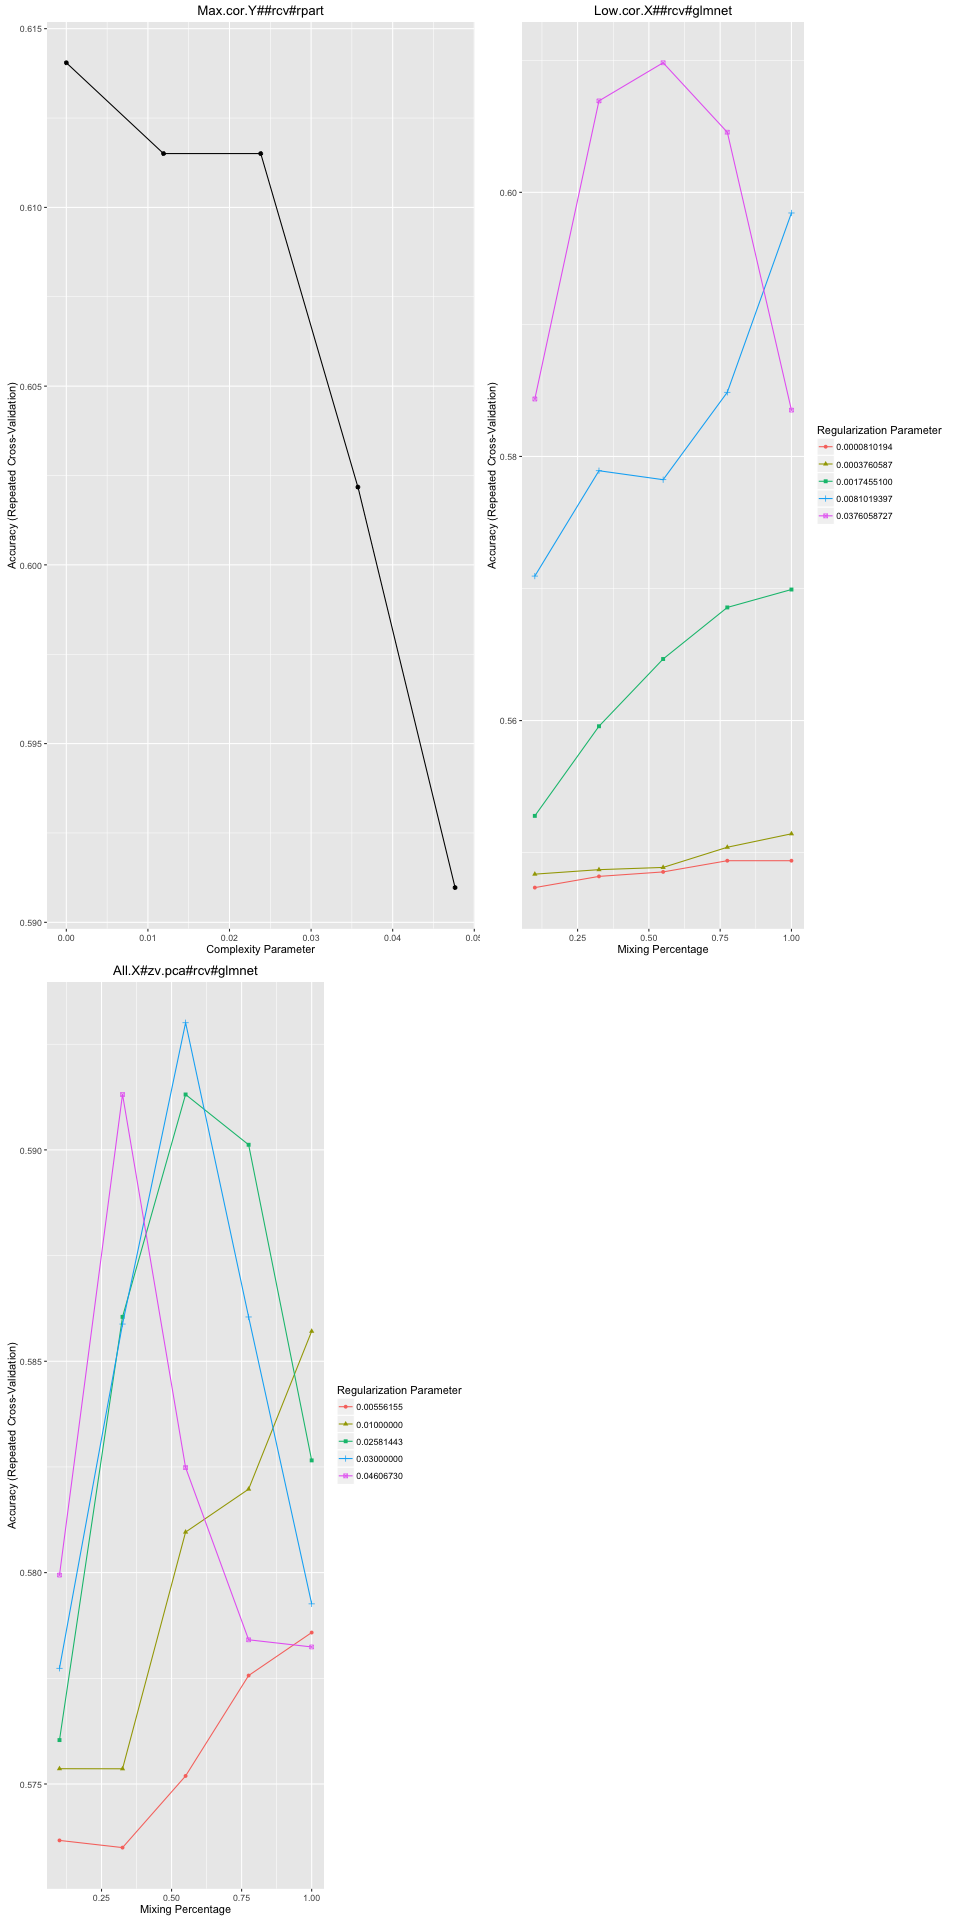 Max.cor.Y##rcv#rpart
0.615
0.610
0.605
0.600
0.595
0.590
Accuracy (Repeated Cross-Validation)
0.00 0.01 0.02 0.03 0.04
Complexity Parameter
Low.cor.X##rcv#glmnet
0.60
0.58
0.56
Accuracy (Repeated Cross-Validation)
0.25 0.50 0.75 1.00
Mixing Percentage
Regularization Parameter
0.0000810194
0.0003760587
0.0017455100
0.0081019397
0.0376058727
All.X#zv.pca#rcv#glmnet
0.590
0.585
0.580
0.575
Accuracy (Repeated Cross-Validation)
0.25 0.50 0.75 1.00
Mixing Percentage
Regularization Parameter
0.00556155
0.01000000
0.02581443
0.03000000
0.04606730